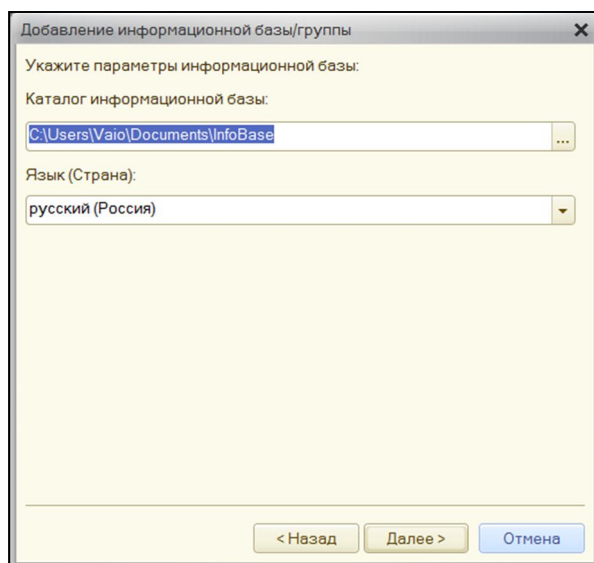 Добавление информационной базы/группы
Укажите параметры информационной базы:
Каталог информационной базы:
C:\Users\Vaio\Documents\InfoBase
...
Язык (Страна):
русский (Россия)
< Назад
Далее >
Отмена